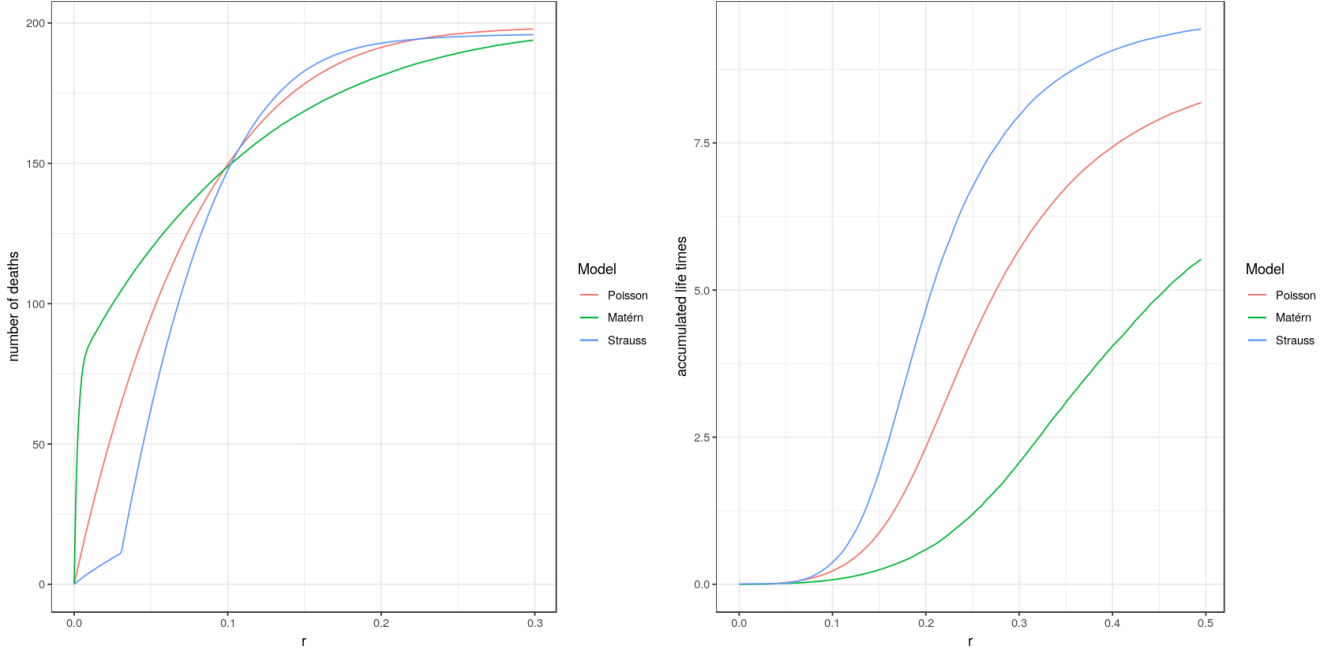 200
150
100
50
0
number of deaths
0.0 0.1 0.2 0.3
r
Model
Poisson
Matérn
Strauss
7.5
5.0
2.5
0.0
accumulated life times
0.0 0.1 0.2 0.3 0.4 0.5
r
Model
Poisson
Matérn
Strauss